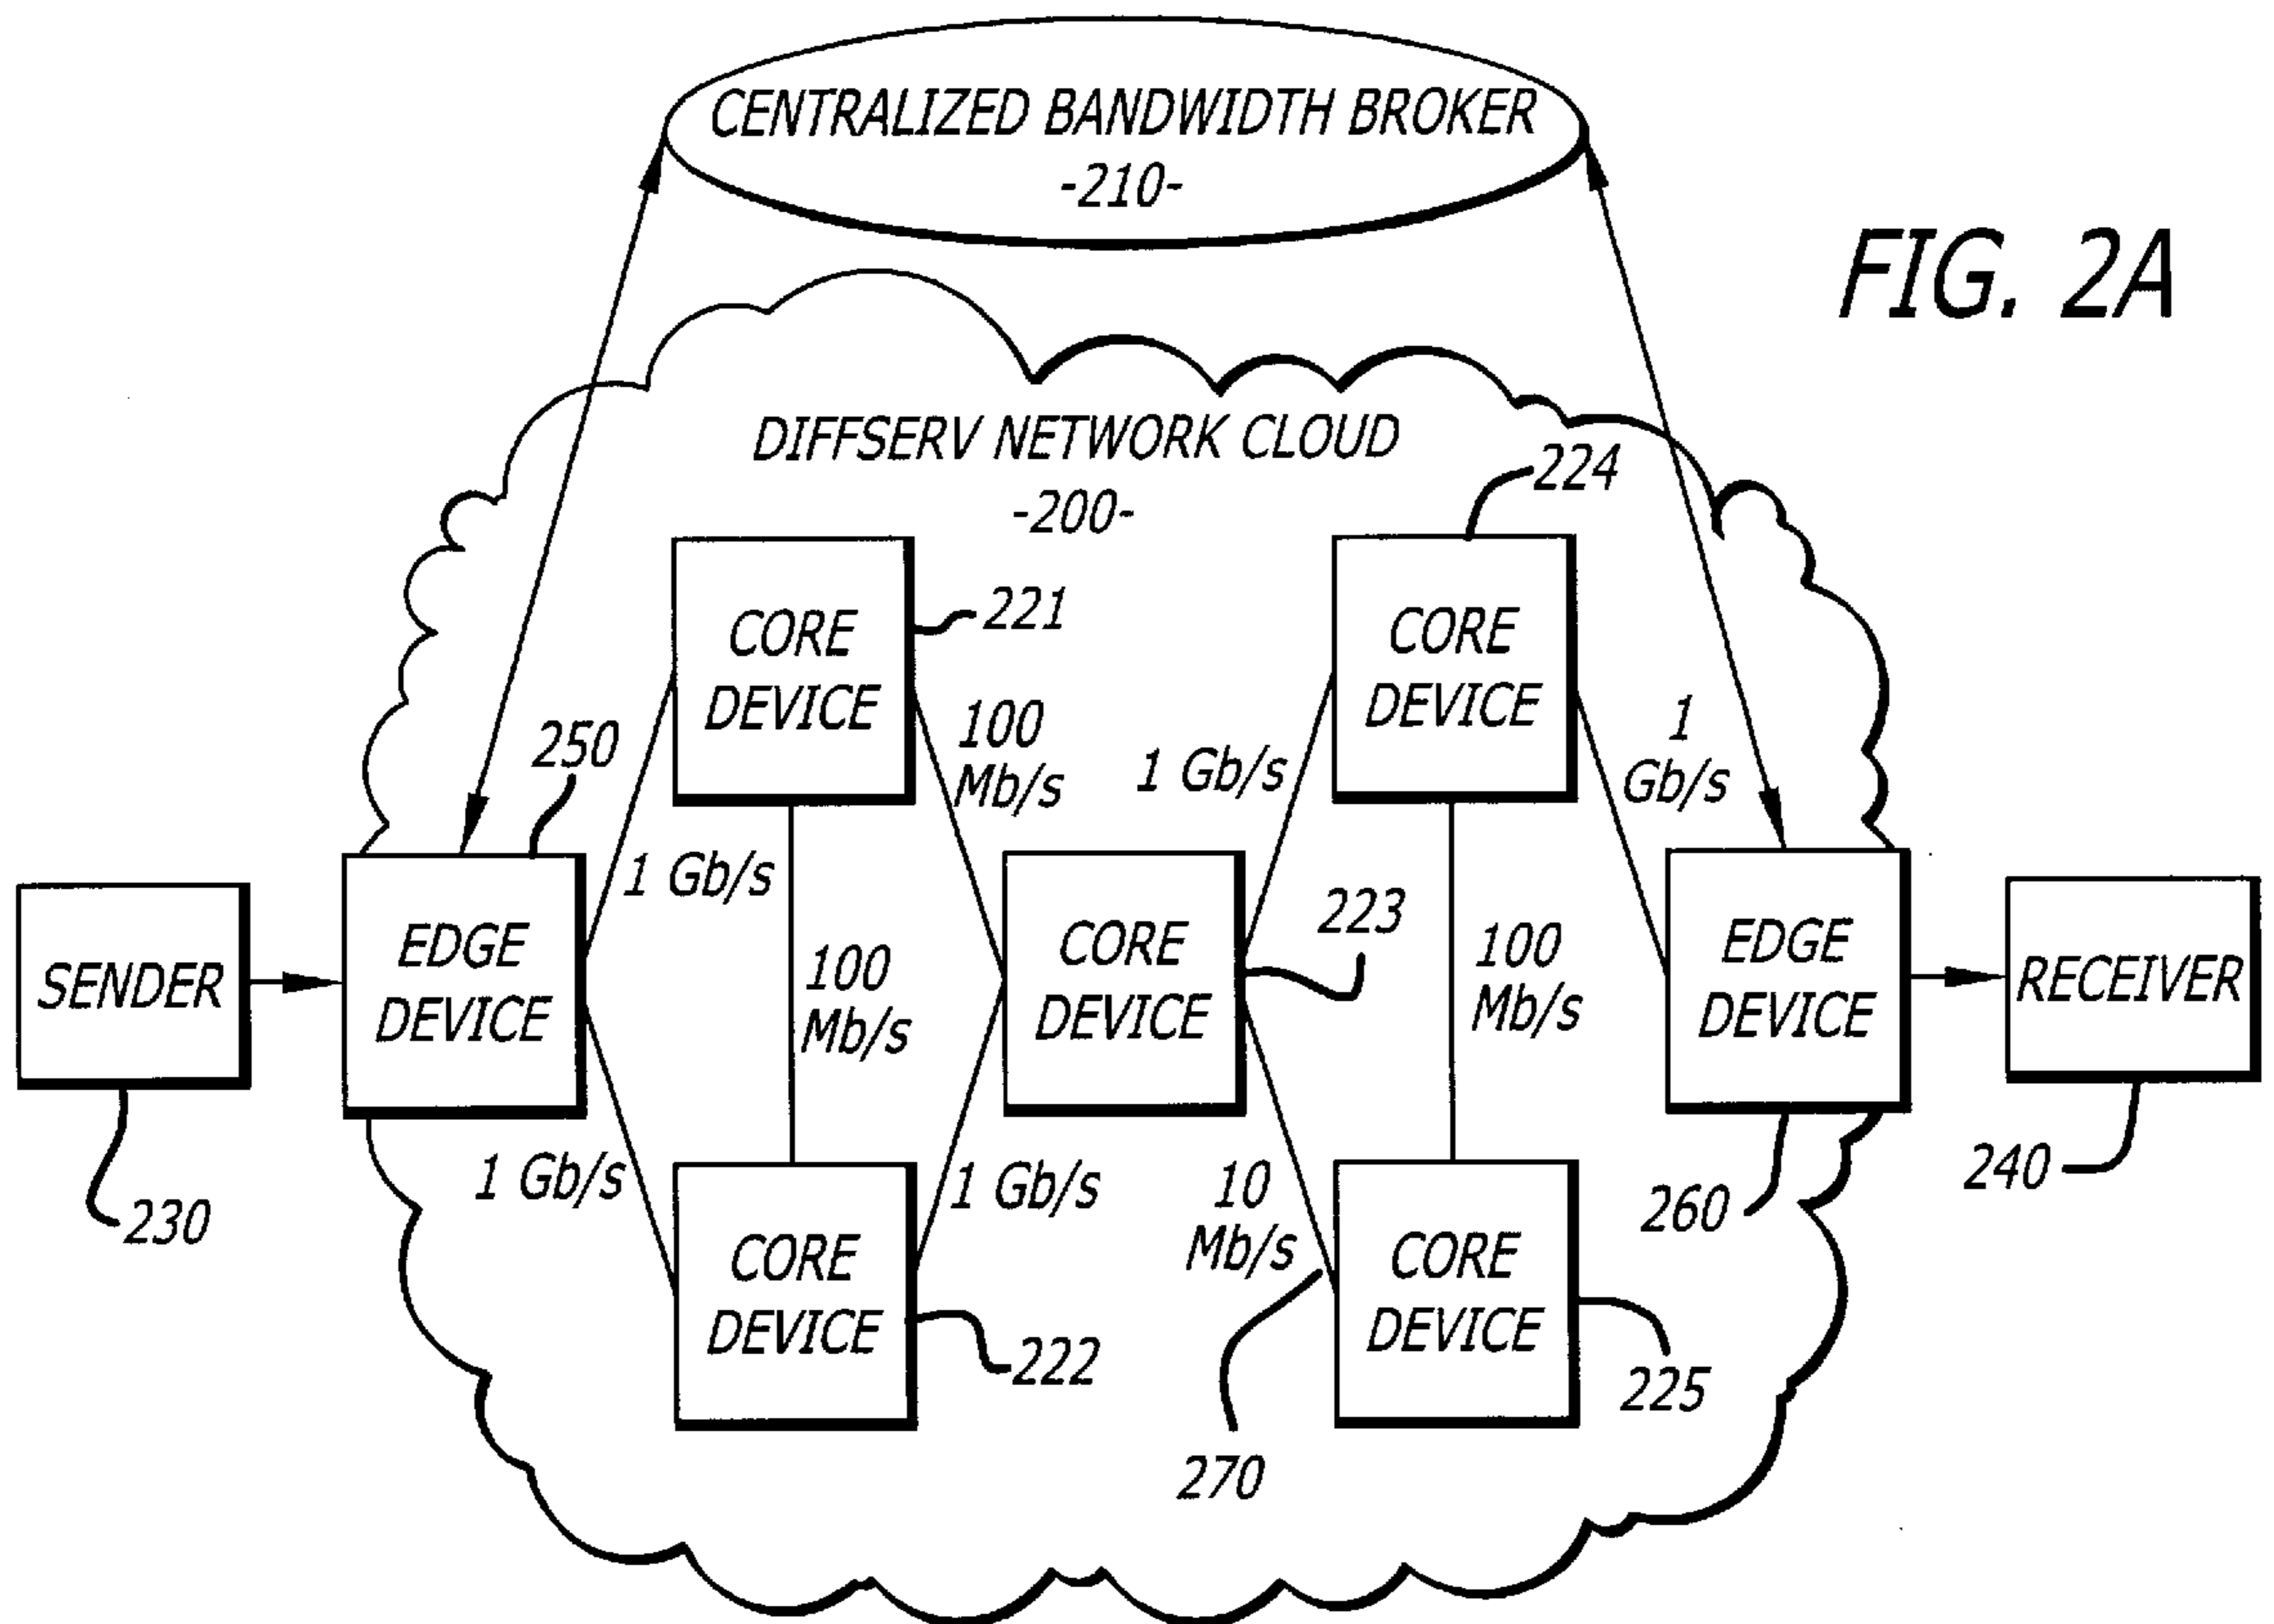 CENTRALIZED BANDWIDTH BROKER
-210-
FIG. 2A
DIFFSERV NETWORK CLOUD
-200-
224
CORE
DEVICE
221
CORE
DEVICE
250
100
Mb/s
1 Gb/s
1
Gb/s
1 Gb/s
SENDER
230
EDGE
DEVICE
100
Mb/s
CORE
DEVICE
223
100
Mb/s
EDGE
DEVICE
RECEIVER
240
260
1 Gb/s
CORE
DEVICE
222
1 Gb/s
10
Mb/s
270
CORE
DEVICE
225